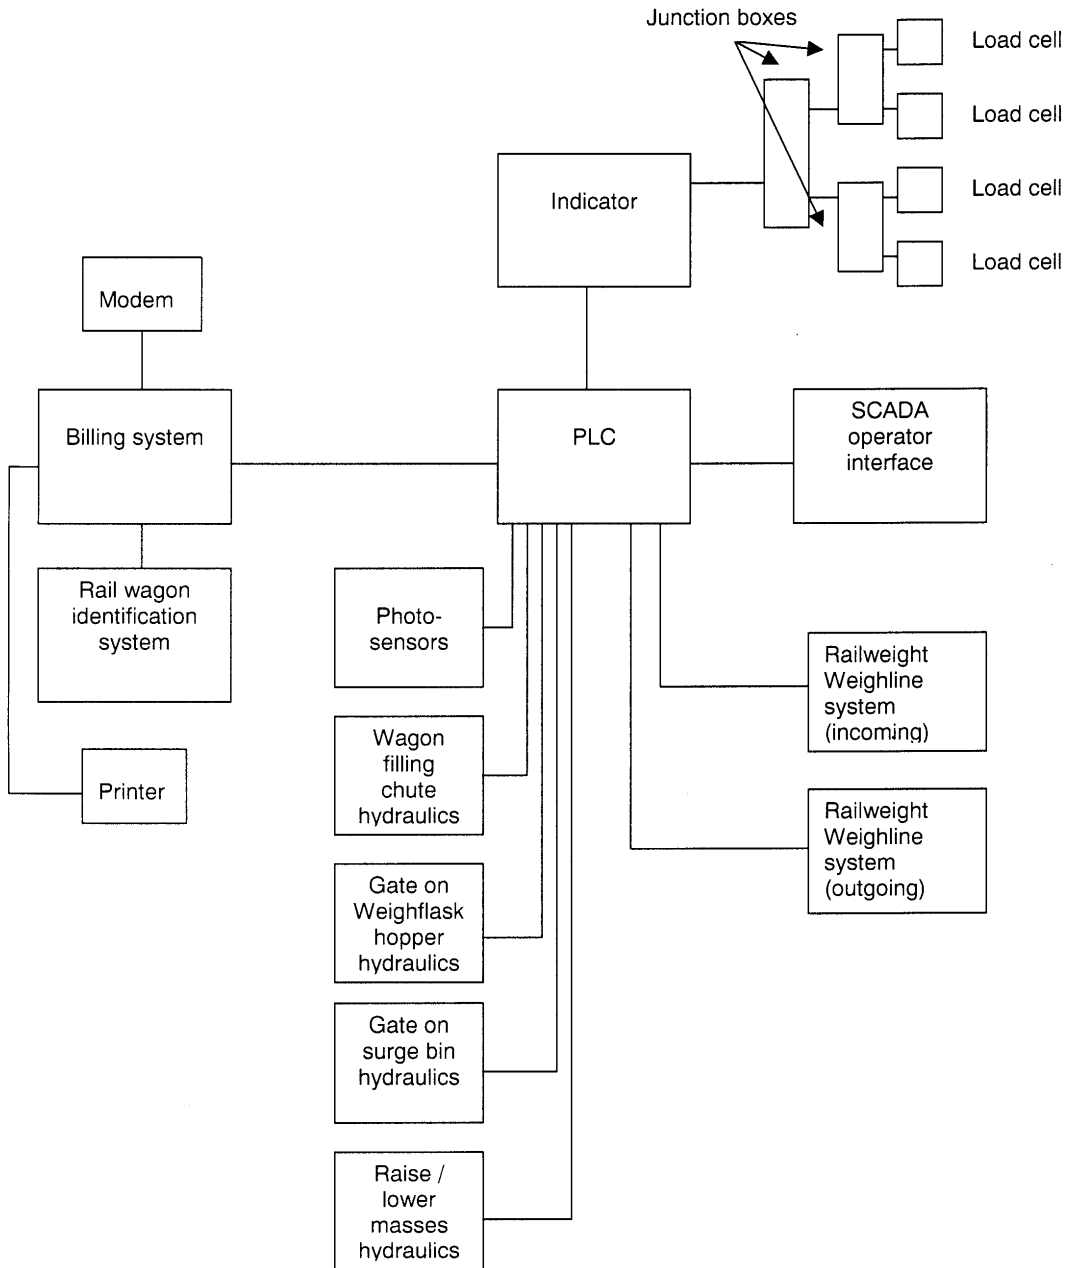 Junction boxes
Load cell
Load cell
Load cell
Load cell
Indicator
Modem
Billing system
PLC
SCADA
operator
interface
Rail wagon
identification
system
Photo-
sensors
Railweight
Weighline
system
(incoming)
Wagon
filling
chute
hydraulics
Printer
Railweight
Weighline
system
(outgoing)
Gate on
Weighflask
hopper
hydraulics
Gate on
surge bin
hydraulics
Raise /
lower
masses
hydraulics